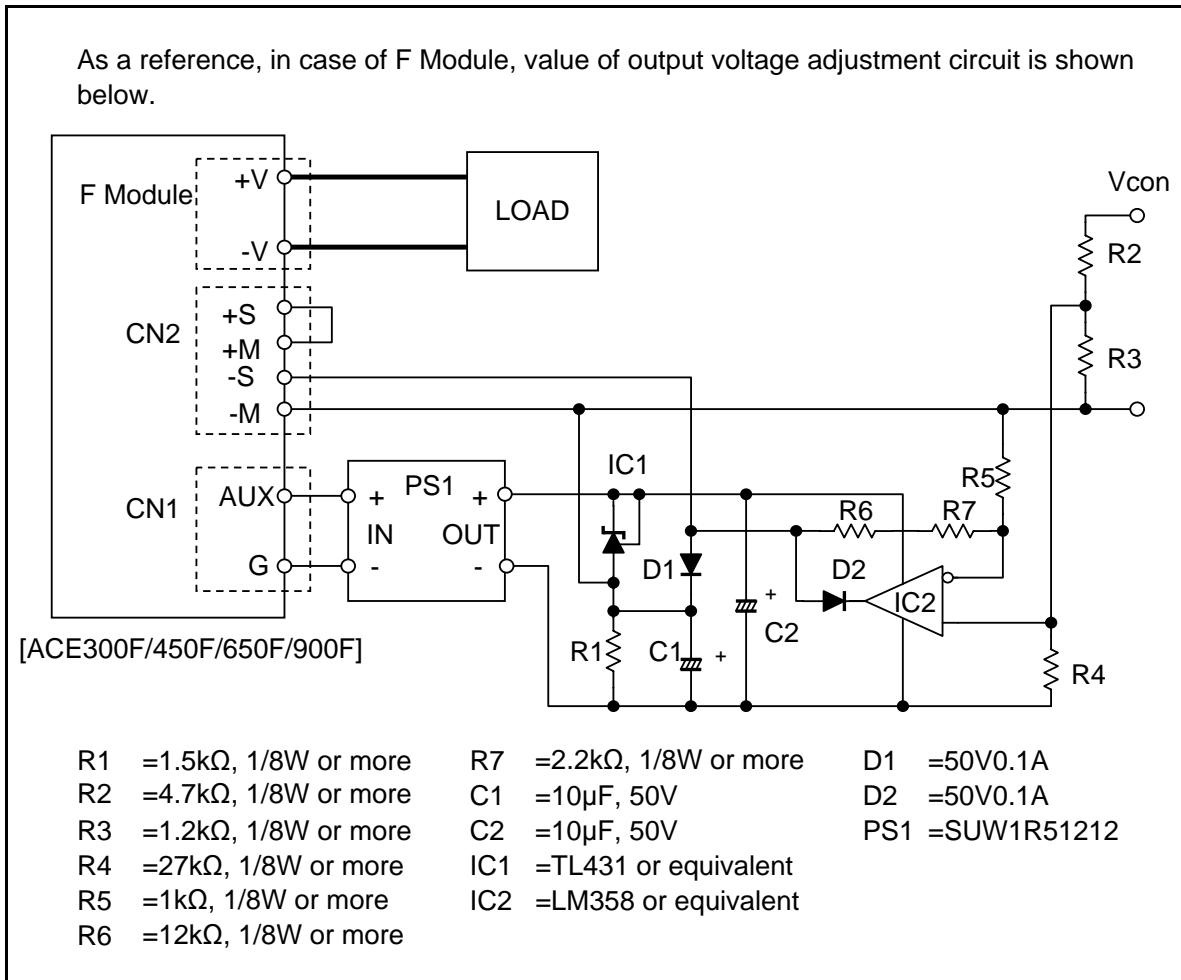 As a reference, in case of F Module, value of output voltage adjustment circuit is shown
below.
F Module
+V
-V
LOAD
Vcon
R2
R3
CN2
+S
+M
-S
-M
CN1
AUX
G
+ PS1 +
IN OUT
- -
IC1
R5
R6 R7
D1
D2
IC2
+
C2
R1
C1 +
R4
[ACE300F/450F/650F/900F]
R1 =1.5kΩ, 1/8W or more
R2 =4.7kΩ, 1/8W or more
R3 =1.2kΩ, 1/8W or more
R4 =27kΩ, 1/8W or more
R5 =1kΩ, 1/8W or more
R6 =12kΩ, 1/8W or more
R7 =2.2kΩ, 1/8W or more
C1 =10µF, 50V
C2 =10µF, 50V
IC1 =TL431 or equivalent
IC2 =LM358 or equivalent
D1 =50V0.1A
D2 =50V0.1A
PS1 =SUW1R51212